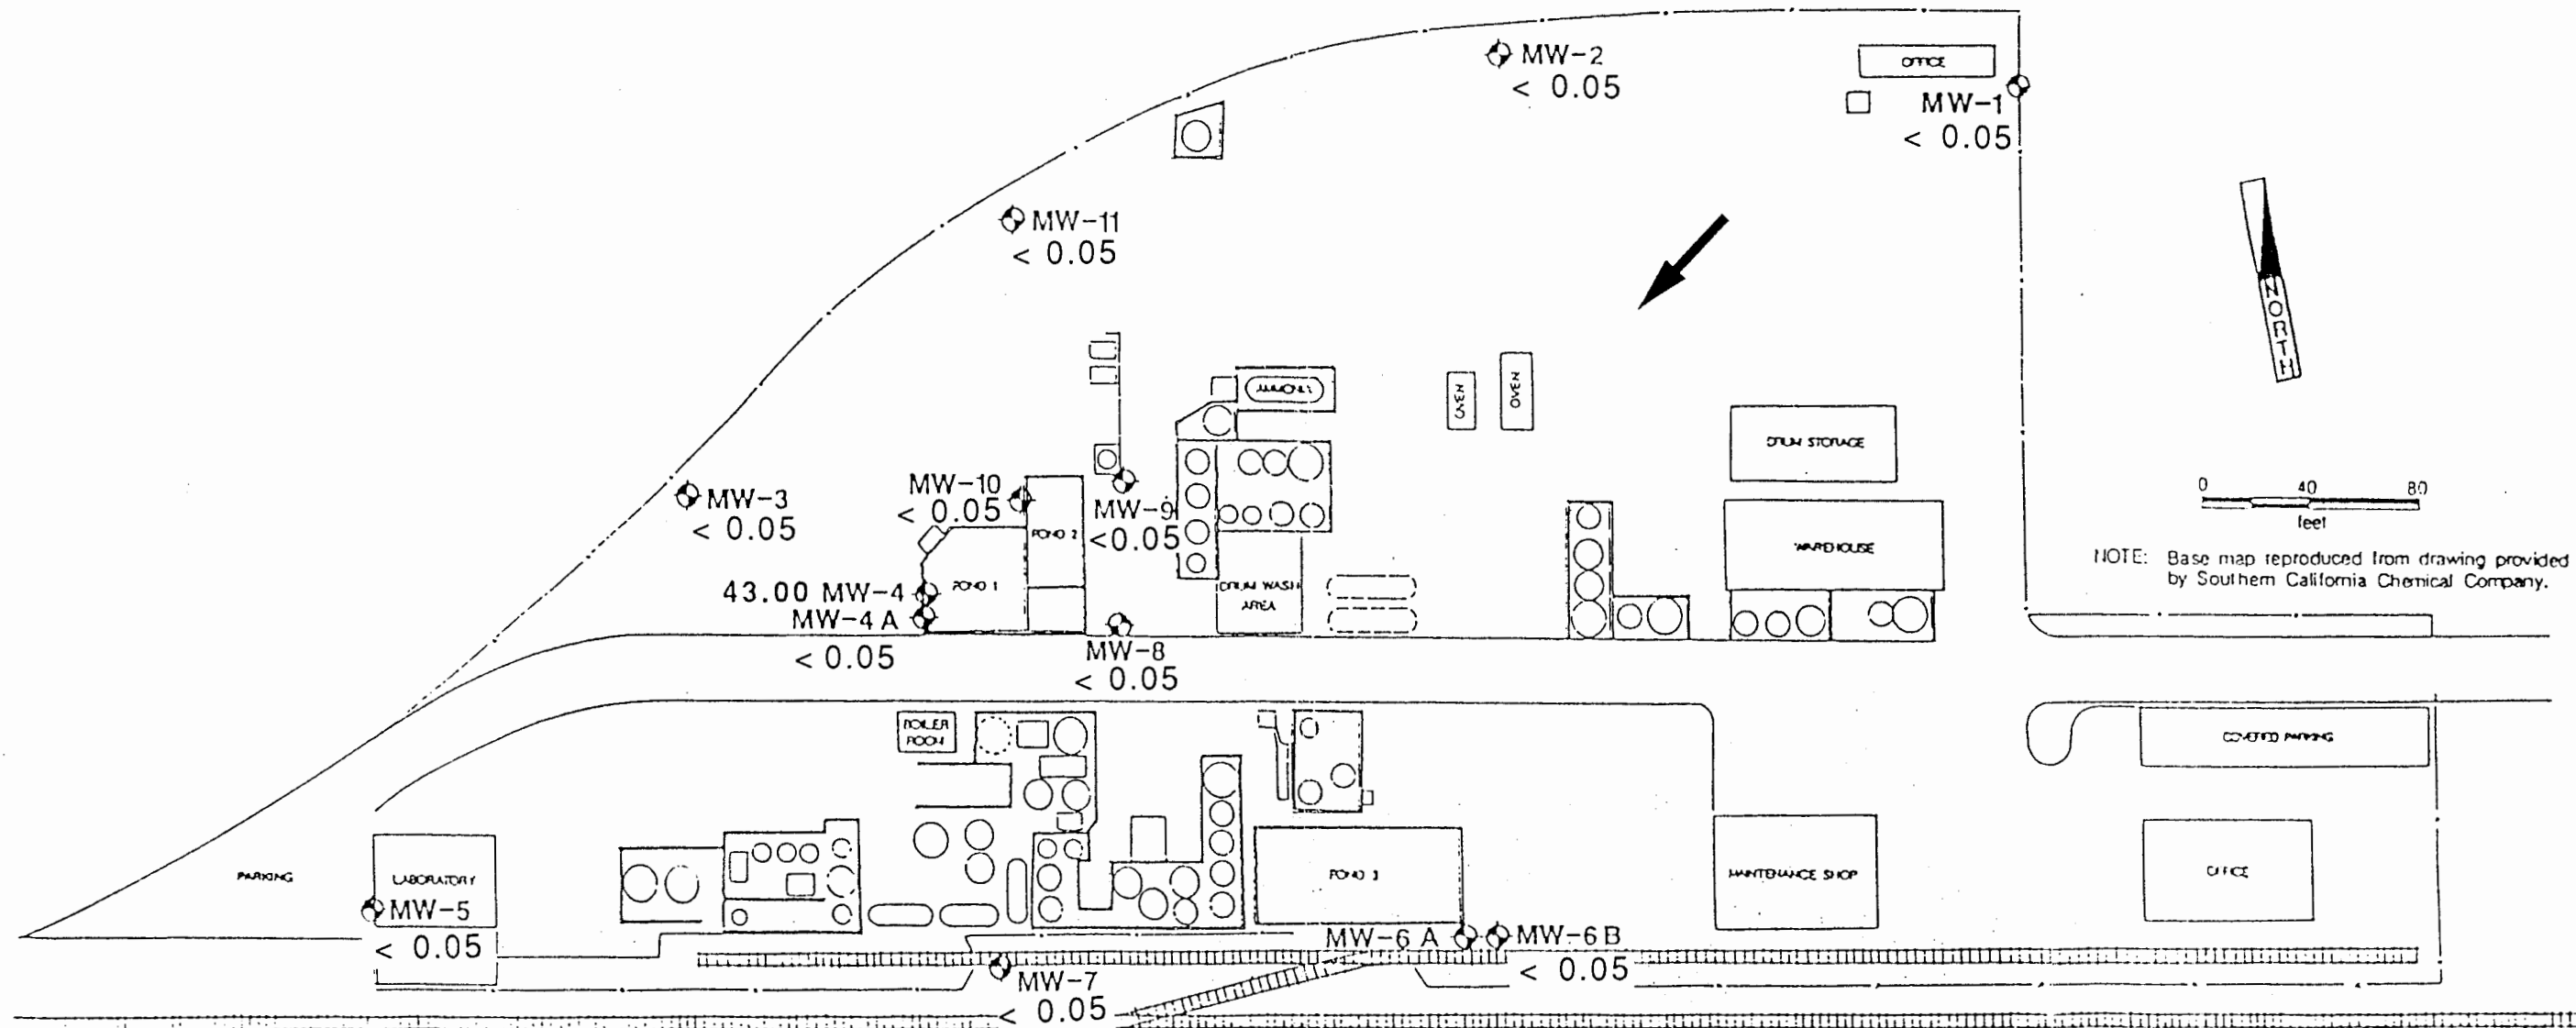 MW-2
< 0.05
OFFICE
MW-1
< 0.05
MW-11
< 0.05
NORTH
AMMONIA
OVEN
OVEN
DRUM STORAGE
0 40 80
feet
MW-10
< 0.05
MW-3
< 0.05
MW-9
< 0.05
POND 2
WAREHOUSE
NOTE: Base map reproduced from drawing provided
by Southern California Chemical Company.
43.00 MW-4
POND 1
DRUM WASH
AREA
MW-4 A
< 0.05
MW-8
< 0.05
BOILER
ROOM
COVERED PARKING
PARKING
LABORATORY
POND 3
MAINTENANCE SHOP
OFFICE
MW-5
< 0.05
MW-6 A
MW-6 B
< 0.05
MW-7
< 0.05